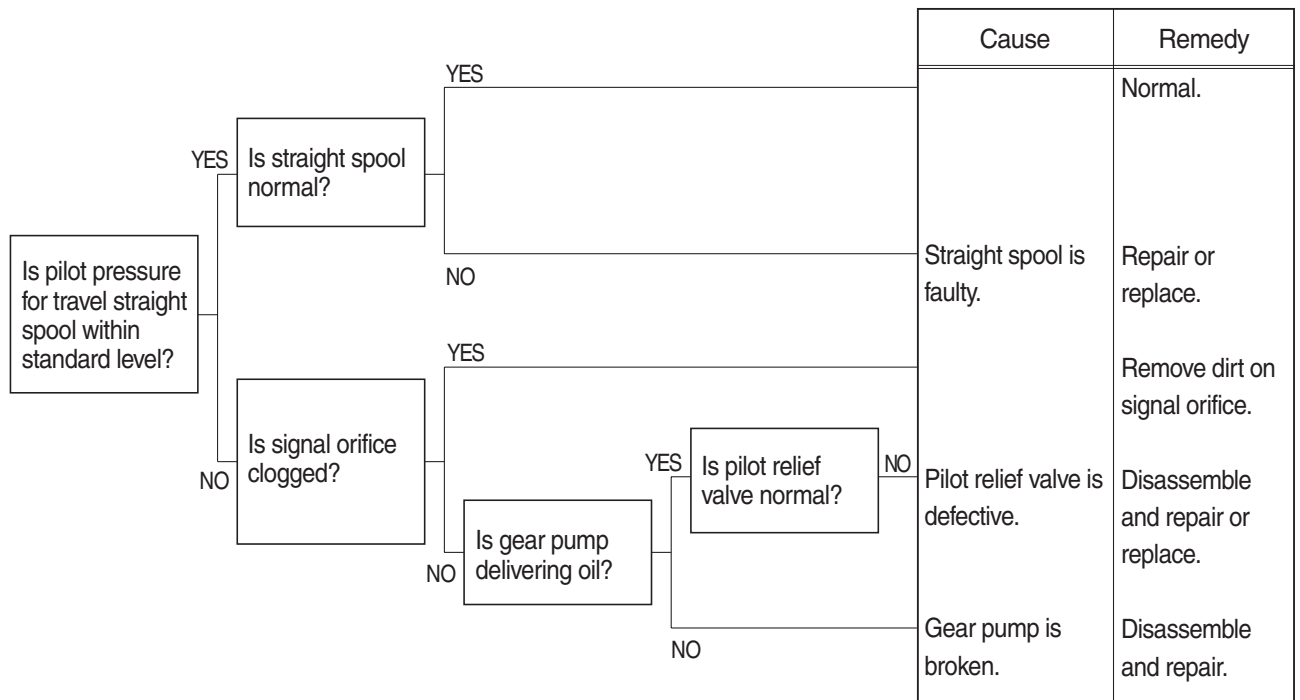 Cause
Remedy
YES
Normal.
YES
Is straight spool
normal?
NO
Straight spool is
faulty.
Repair or
replace.
Is pilot pressure
for travel straight
spool within
standard level?
YES
Remove dirt on
signal orifice.
NO
Is signal orifice
clogged?
YES
Is pilot relief
valve normal?
NO
Pilot relief valve is
defective.
Disassemble
and repair or
replace.
NO
Is gear pump
delivering oil?
NO
Gear pump is
broken.
Disassemble
and repair.